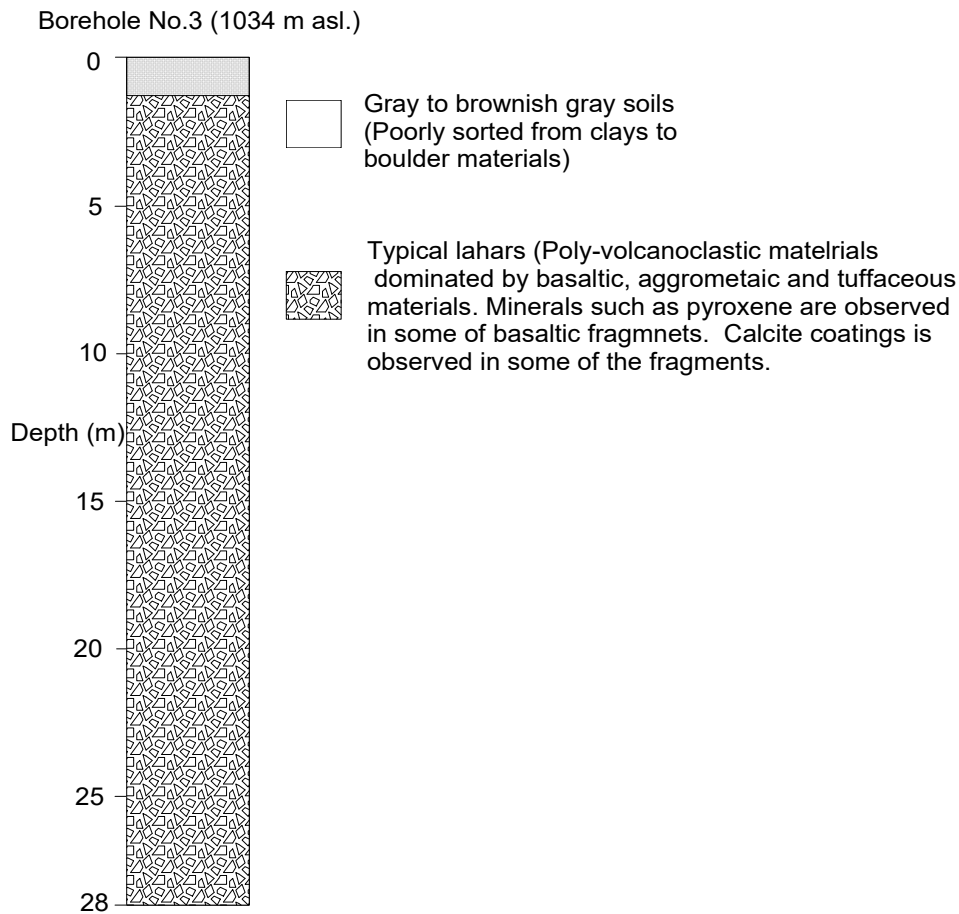 Borehole No.3 (1034 m asl.)
0
Gray to brownish gray soils
(Poorly sorted from clays to
boulder materials)
5
Typical lahars (Poly-volcanoclastic matelrials
dominated by basaltic, aggrometaic and tuffaceous
materials. Minerals such as pyroxene are observed
in some of basaltic fragmnets. Calcite coatings is
observed in some of the fragments.
10
Depth (m)
15
20
25
28